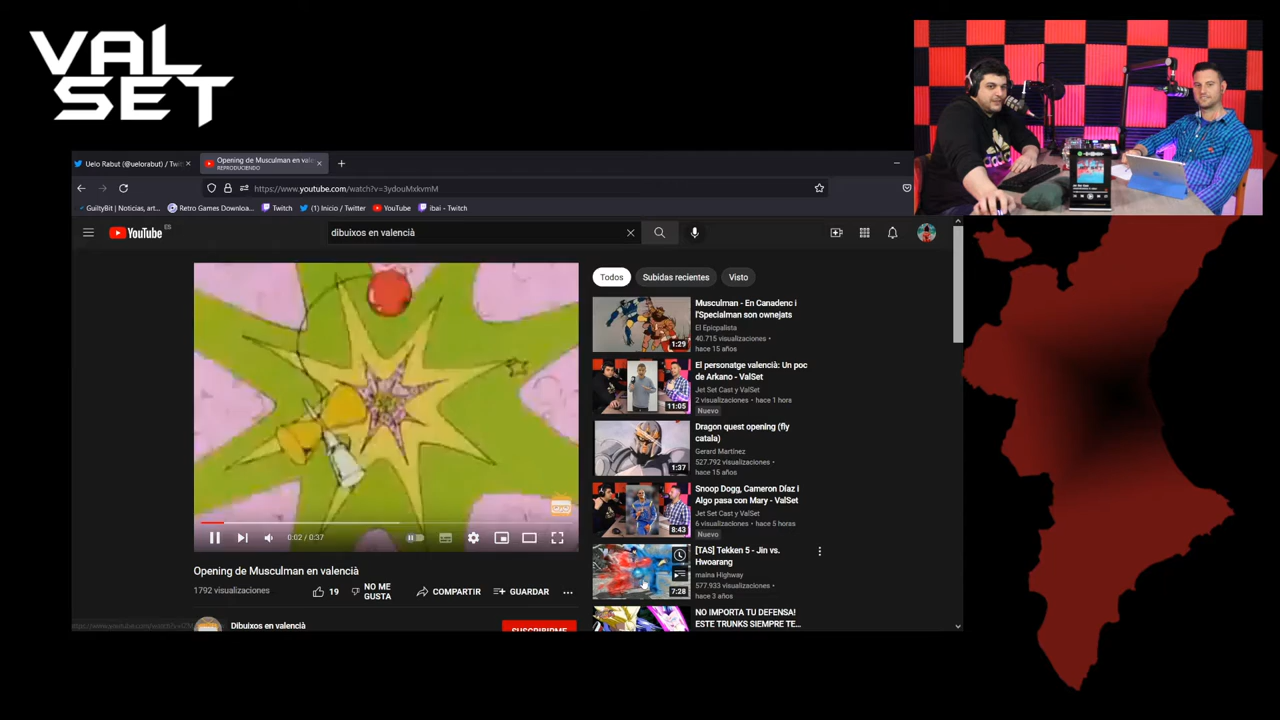 VAL
SET
Uelo Rabut (@uelorabut) / Twit
Opening de Musculman en vale
REPRODUCIENDO
https://www.youtube.com/watch?v=3ydouMxkvmM
GuiltyBit | Noticias, art...
Retro Games Downloa...
Twitch
(1) Inicio / Twitter
Youtube
ibai - Twitch
YouTube ES
dibuixos en valencià
Todos
Subidas recientes
Visto
Musculman - En Canadenc i
l'Specialman son ownejats
El Epicpalista
40.715 visualizaciones •
hace 15 años
1:29
El personatge valencià: Un poc
de Arkano - ValSet
Jet Set Cast y ValSet
2 visualizaciones • hace 1 hora
Nuevo
11:05
Dragon quest opening (fly
catala)
Gerard Martínez
527.792 visualizaciones •
hace 15 años
1:37
Snoop Dogg, Cameron Díaz i
Algo pasa con Mary - ValSet
Jet Set Cast y ValSet
6 visualizaciones • hace 5 horas
Nuevo
8:43
[TAS] Tekken 5 - Jin vs.
Hwoarang
maina Highway
577.933 visualizaciones •
hace 3 años
7:28
NO IMPORTA TU DEFENSA!
ESTE TRUNKS SIEMPRE TE...
0:02 / 0:37
Opening de Musculman en valencià
1792 visualizaciones
19
NO ME
GUSTA
COMPARTIR
GUARDAR
Dibuixos en valencià
SUSCRIBIRME